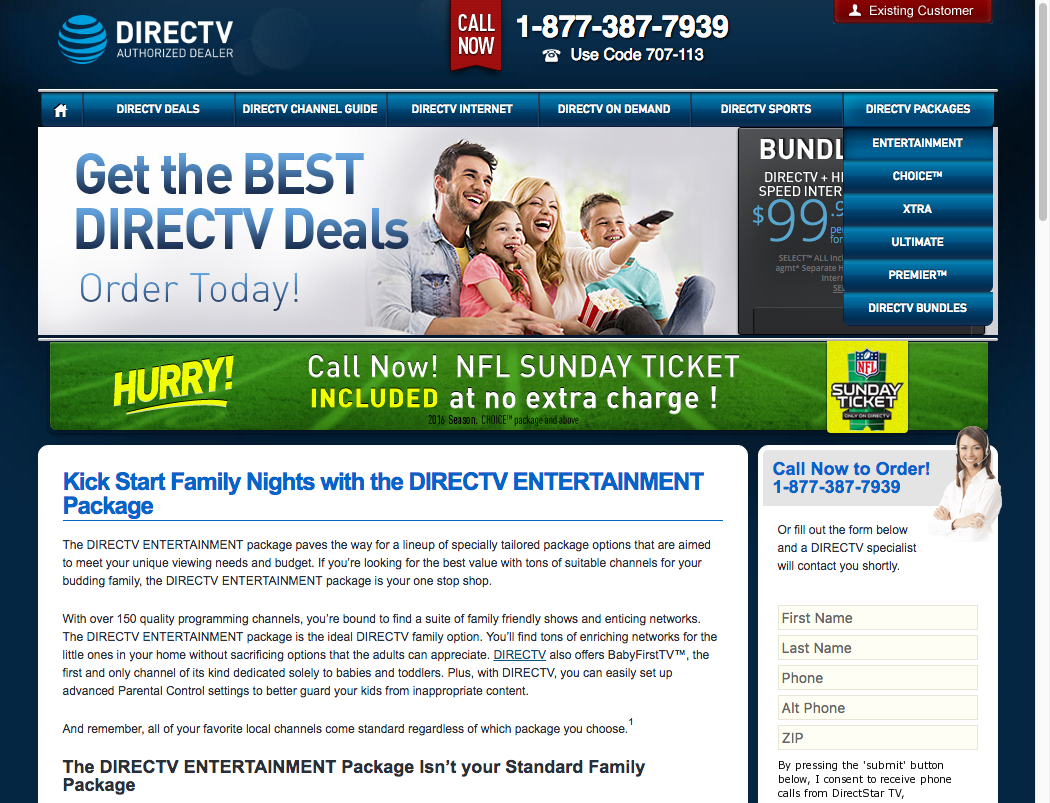 DIRECTV
AUTHORIZED DEALER
CALL
NOW
1-877-387-7939
Use Code 707-113
Existing Customer
DIRECTV DEALS
DIRECTV CHANNEL GUIDE
DIRECTV INTERNET
DIRECTV ON DEMAND
DIRECTV SPORTS
DIRECTV PACKAGES
ENTERTAINMENT
CHOICE™
XTRA
ULTIMATE
PREMIER™
DIRECTV BUNDLES
Get the BEST
DIRECTV Deals
Order Today!
BUNDL
DIRECTV + HI
SPEED INTER
$99.9
per
for
SELECT™ ALL Incl
agmt* Separate H
Intern
SE
HURRY!
Call Now! NFL SUNDAY TICKET
INCLUDED at no extra charge !
2016 Season. CHOICE™ package and above
NFL
SUNDAY
TICKET
ONLY ON DIRECTV
Kick Start Family Nights with the DIRECTV ENTERTAINMENT
Package
The DIRECTV ENTERTAINMENT package paves the way for a lineup of specially tailored package options that are aimed
to meet your unique viewing needs and budget. If you're looking for the best value with tons of suitable channels for your
budding family, the DIRECTV ENTERTAINMENT package is your one stop shop.
With over 150 quality programming channels, you're bound to find a suite of family friendly shows and enticing networks.
The DIRECTV ENTERTAINMENT package is the ideal DIRECTV family option. You'll find tons of enriching networks for the
little ones in your home without sacrificing options that the adults can appreciate. DIRECTV also offers BabyFirstTV™, the
first and only channel of its kind dedicated solely to babies and toddlers. Plus, with DIRECTV, you can easily set up
advanced Parental Control settings to better guard your kids from inappropriate content.
And remember, all of your favorite local channels come standard regardless of which package you choose.1
The DIRECTV ENTERTAINMENT Package Isn't your Standard Family
Package
Call Now to Order!
1-877-387-7939
Or fill out the form below
and a DIRECTV specialist
will contact you shortly.
First Name
Last Name
Phone
Alt Phone
ZIP
By pressing the 'submit' button
below, I consent to receive phone
calls from DirectStar TV,